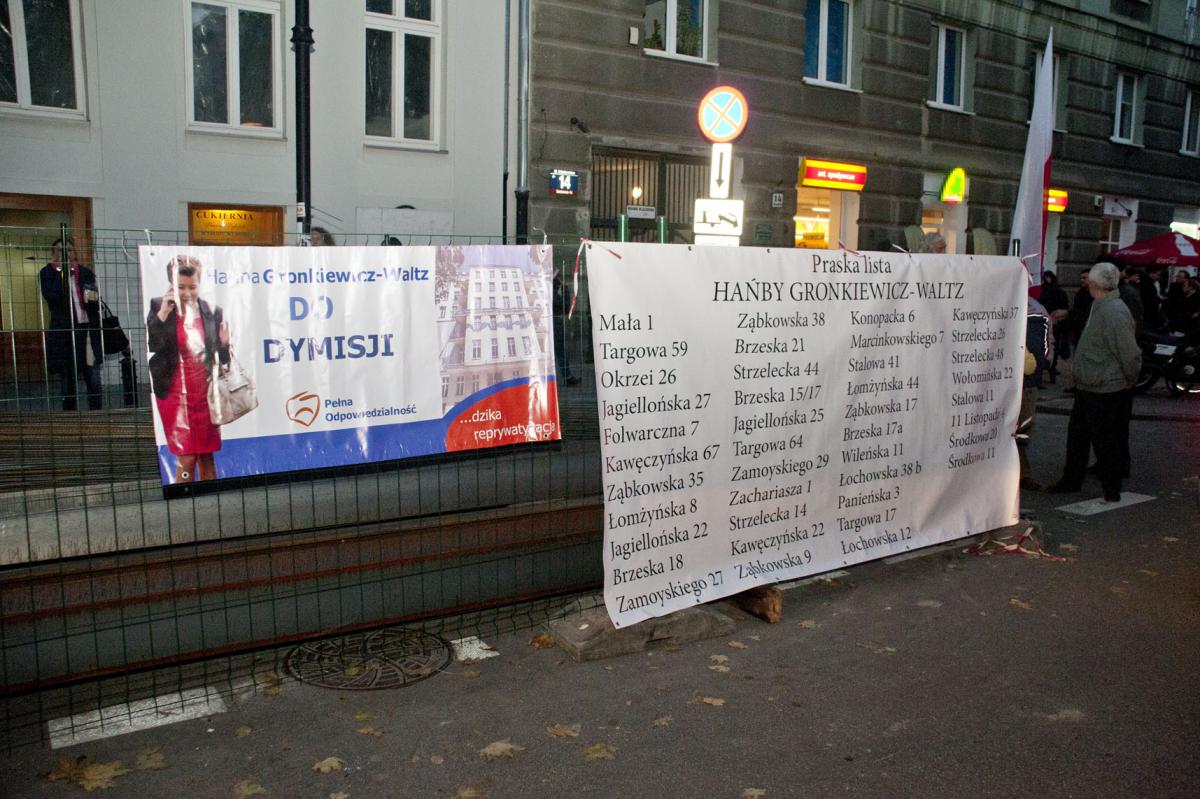 CUKIERNIA
14
14
Coca-Cola
Hanna Gronkiewicz-Waltz
DO
DYMISJI
Pełna
Odpowiedzialność
...dzika
reprywatyzacja
Praska lista
HAŃBY GRONKIEWICZ-WALTZ
Mała 1
Targowa 59
Okrzei 26
Jagiellońska 27
Folwarczna 7
Kawęczyńska 67
Ząbkowska 35
Łomżyńska 8
Jagiellońska 22
Brzeska 18
Zamoyskiego 27
Ząbkowska 38
Brzeska 21
Strzelecka 44
Brzeska 15/17
Jagiellońska 25
Targowa 64
Zamoyskiego 29
Zachariasza 1
Strzelecka 14
Kawęczyńska 22
Ząbkowska 9
Konopacka 6
Marcinkowskiego 7
Stalowa 41
Łomżyńska 44
Ząbkowska 17
Brzeska 17a
Wileńska 11
Łochowska 38 b
Panieńska 3
Targowa 17
Łochowska 12
Kawęczyńska 37
Strzelecka 26
Strzelecka 48
Wołomińska 22
Stalowa 11
11 Listopada 4
Środkowa 20
Środkowa 11